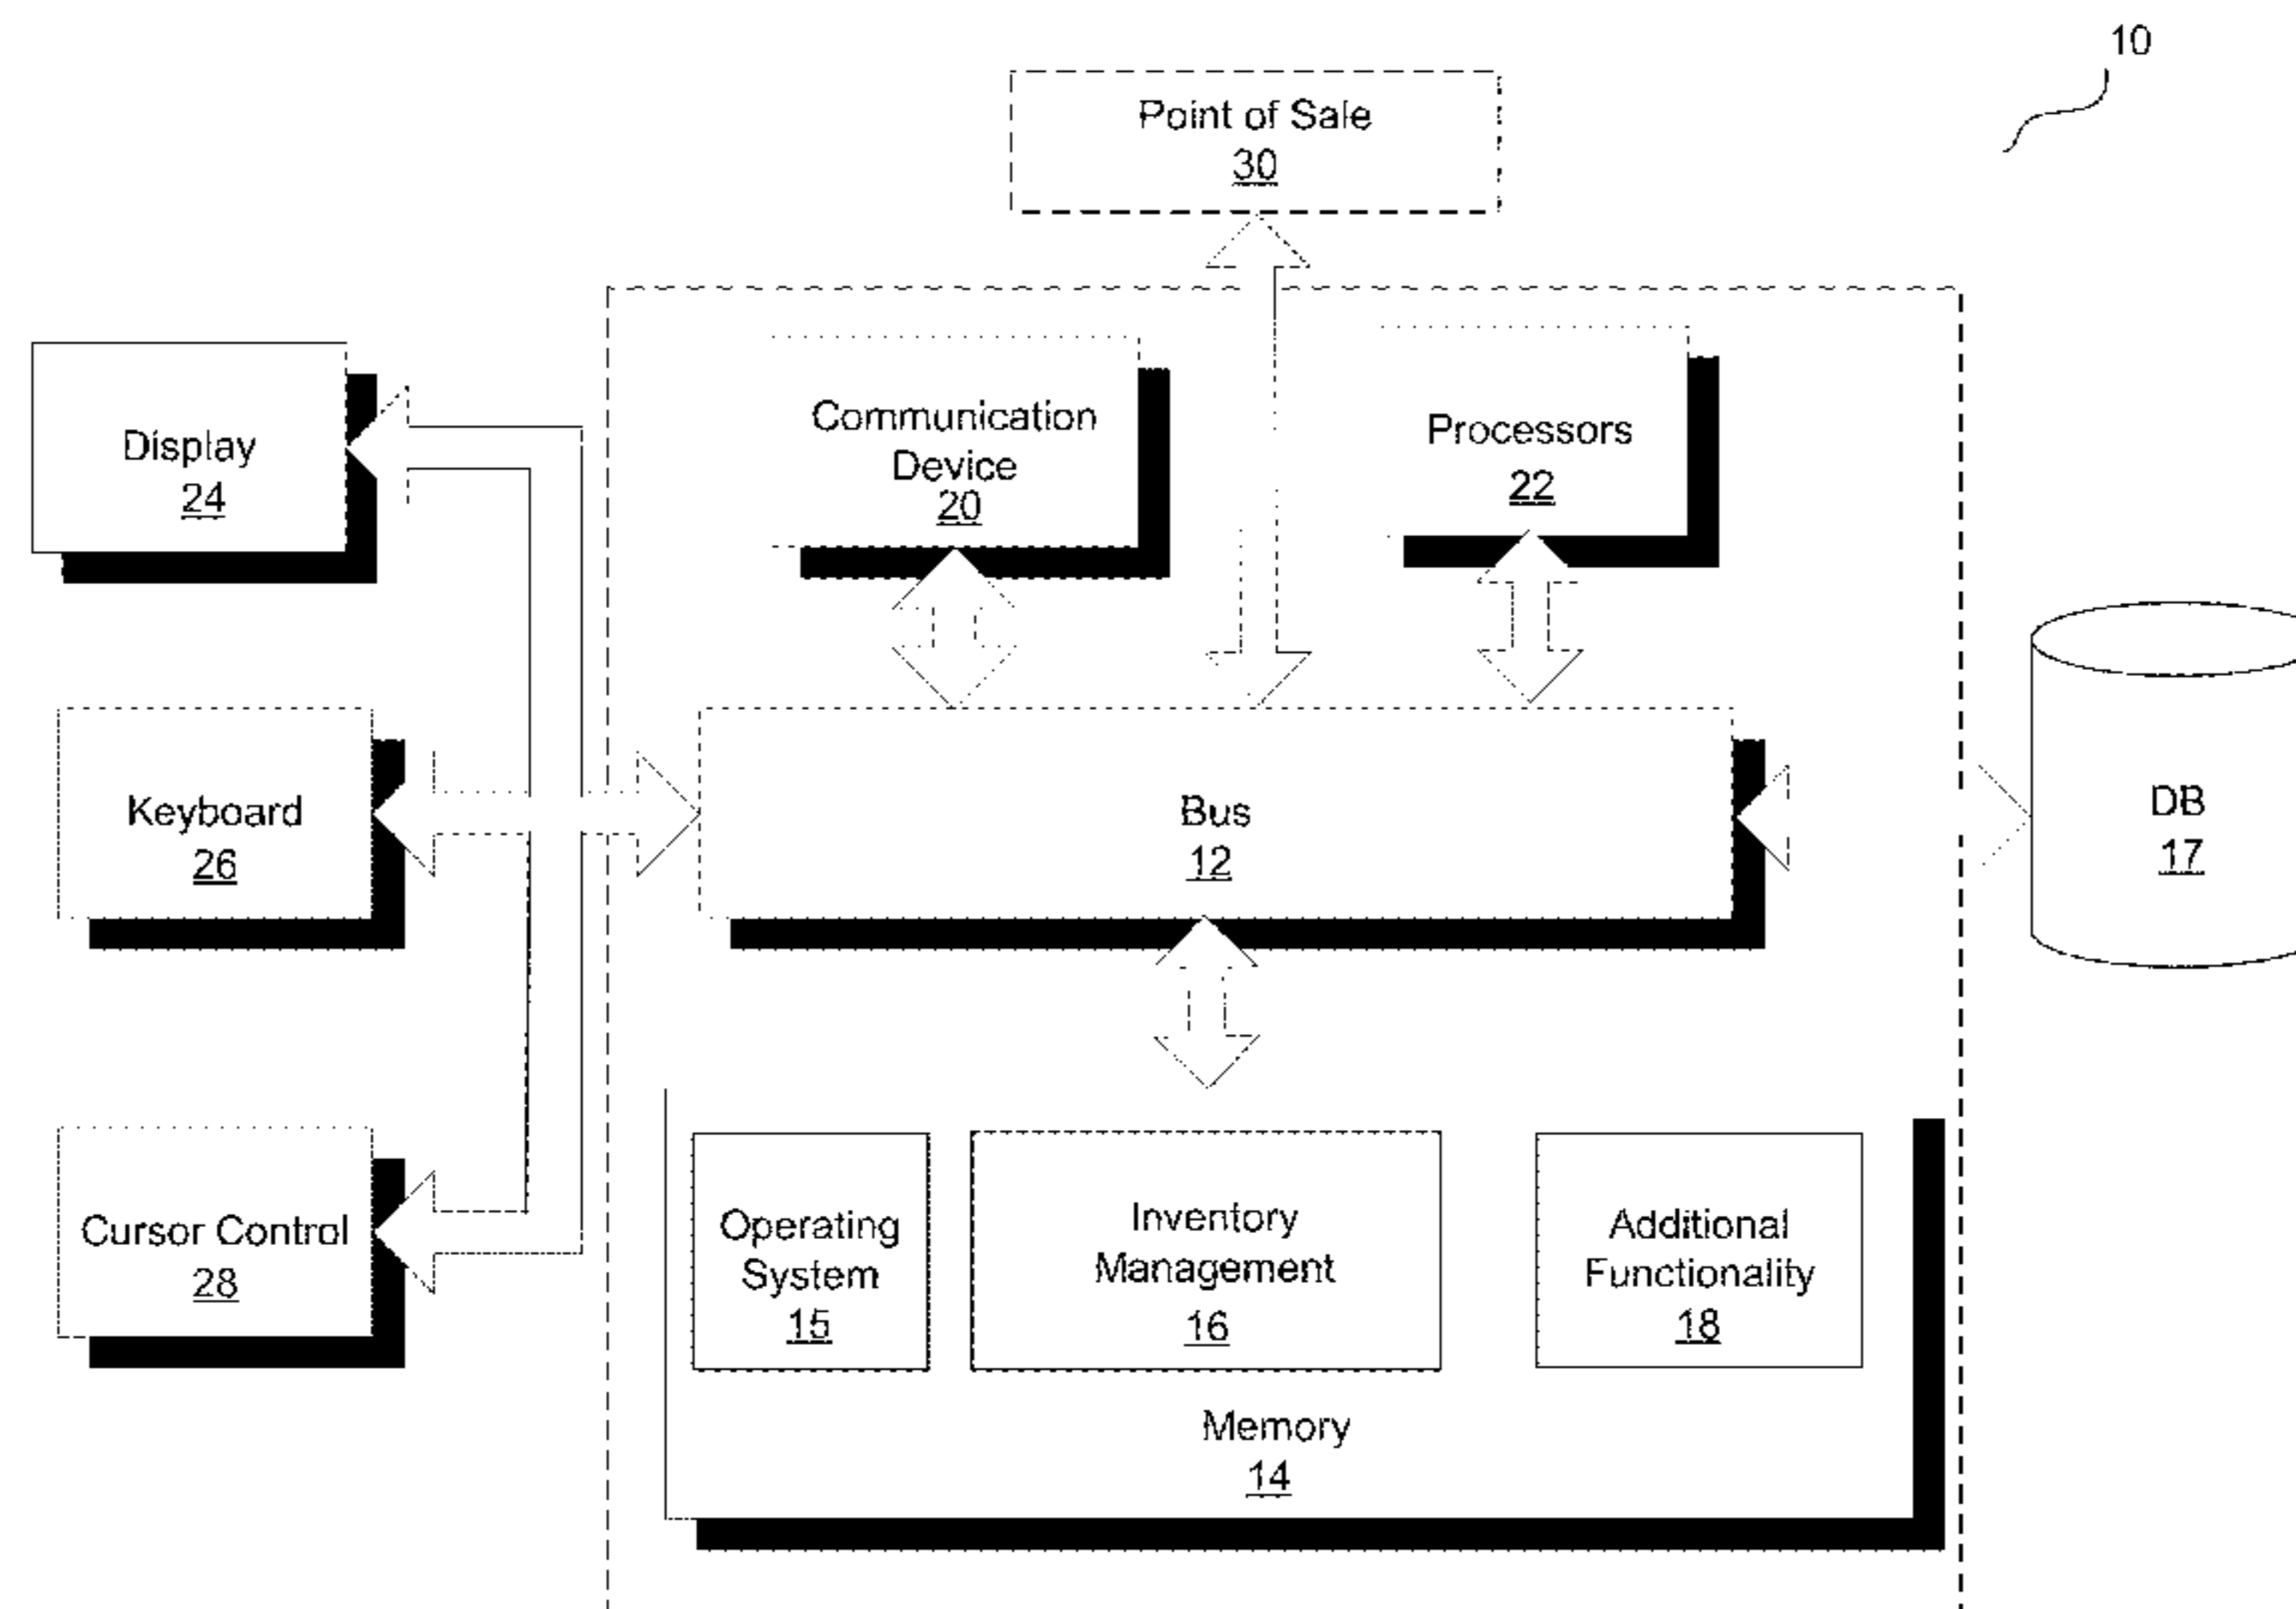 10
Point of Sale
30
Display
24
Communication
Device
20
Processors
22
Keyboard
26
Bus
12
DB
17
Cursor Control
28
Operating
System
15
Inventory
Management
16
Additional
Functionality
18
Memory
14